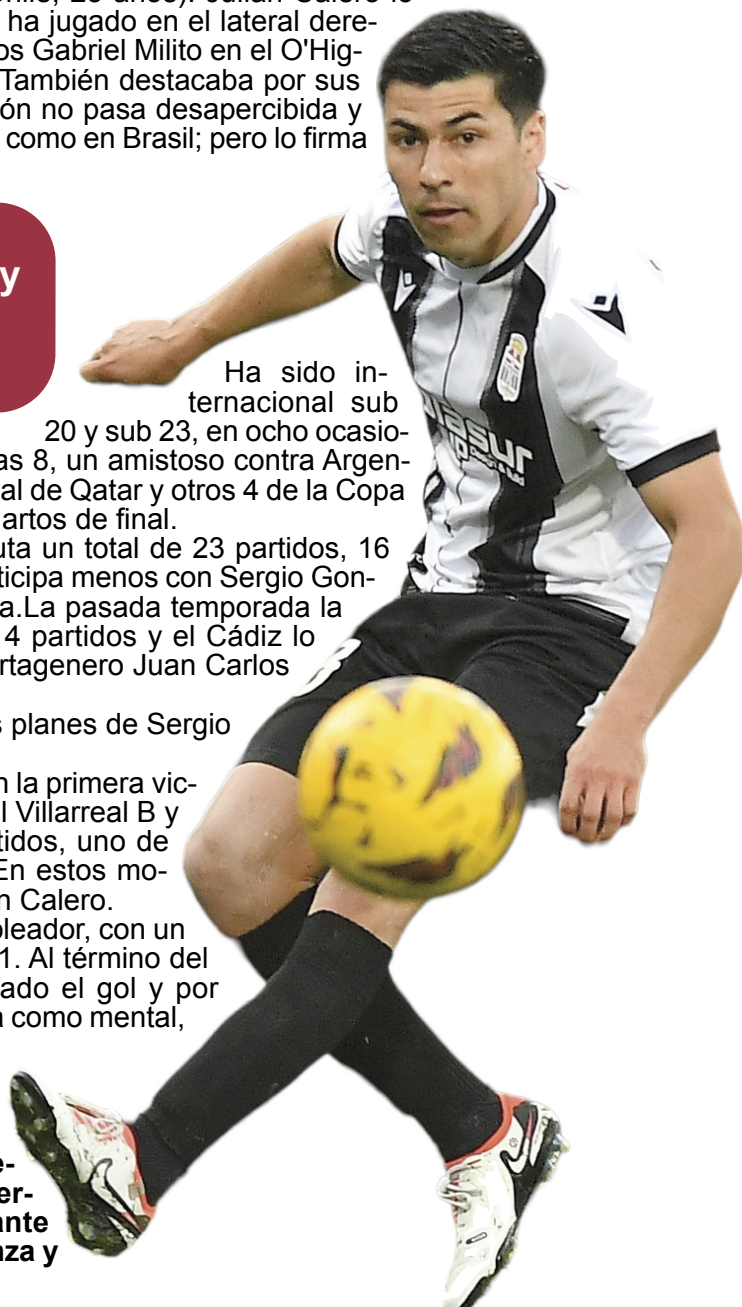 ha jugado en el lateral dere-
os Gabriel Milito en el O'Hig-
También destacaba por sus
ón no pasa desapercibida y
como en Brasil; pero lo firma
y
Ha sido in-
ternacional sub
20 y sub 23, en ocho ocasio-
as 8, un amistoso contra Argen-
al de Qatar y otros 4 de la Copa
artos de final.
uta un total de 23 partidos, 16
ticipa menos con Sergio Gon-
a.La pasada temporada la
4 partidos y el Cádiz lo
artagenero Juan Carlos
s planes de Sergio
n la primera vic-
l Villarreal B y
tidos, uno de
En estos mo-
n Calero.
oleador, con un
1. Al término del
ado el gol y por
a como mental,
e-
er-
ante
nza y